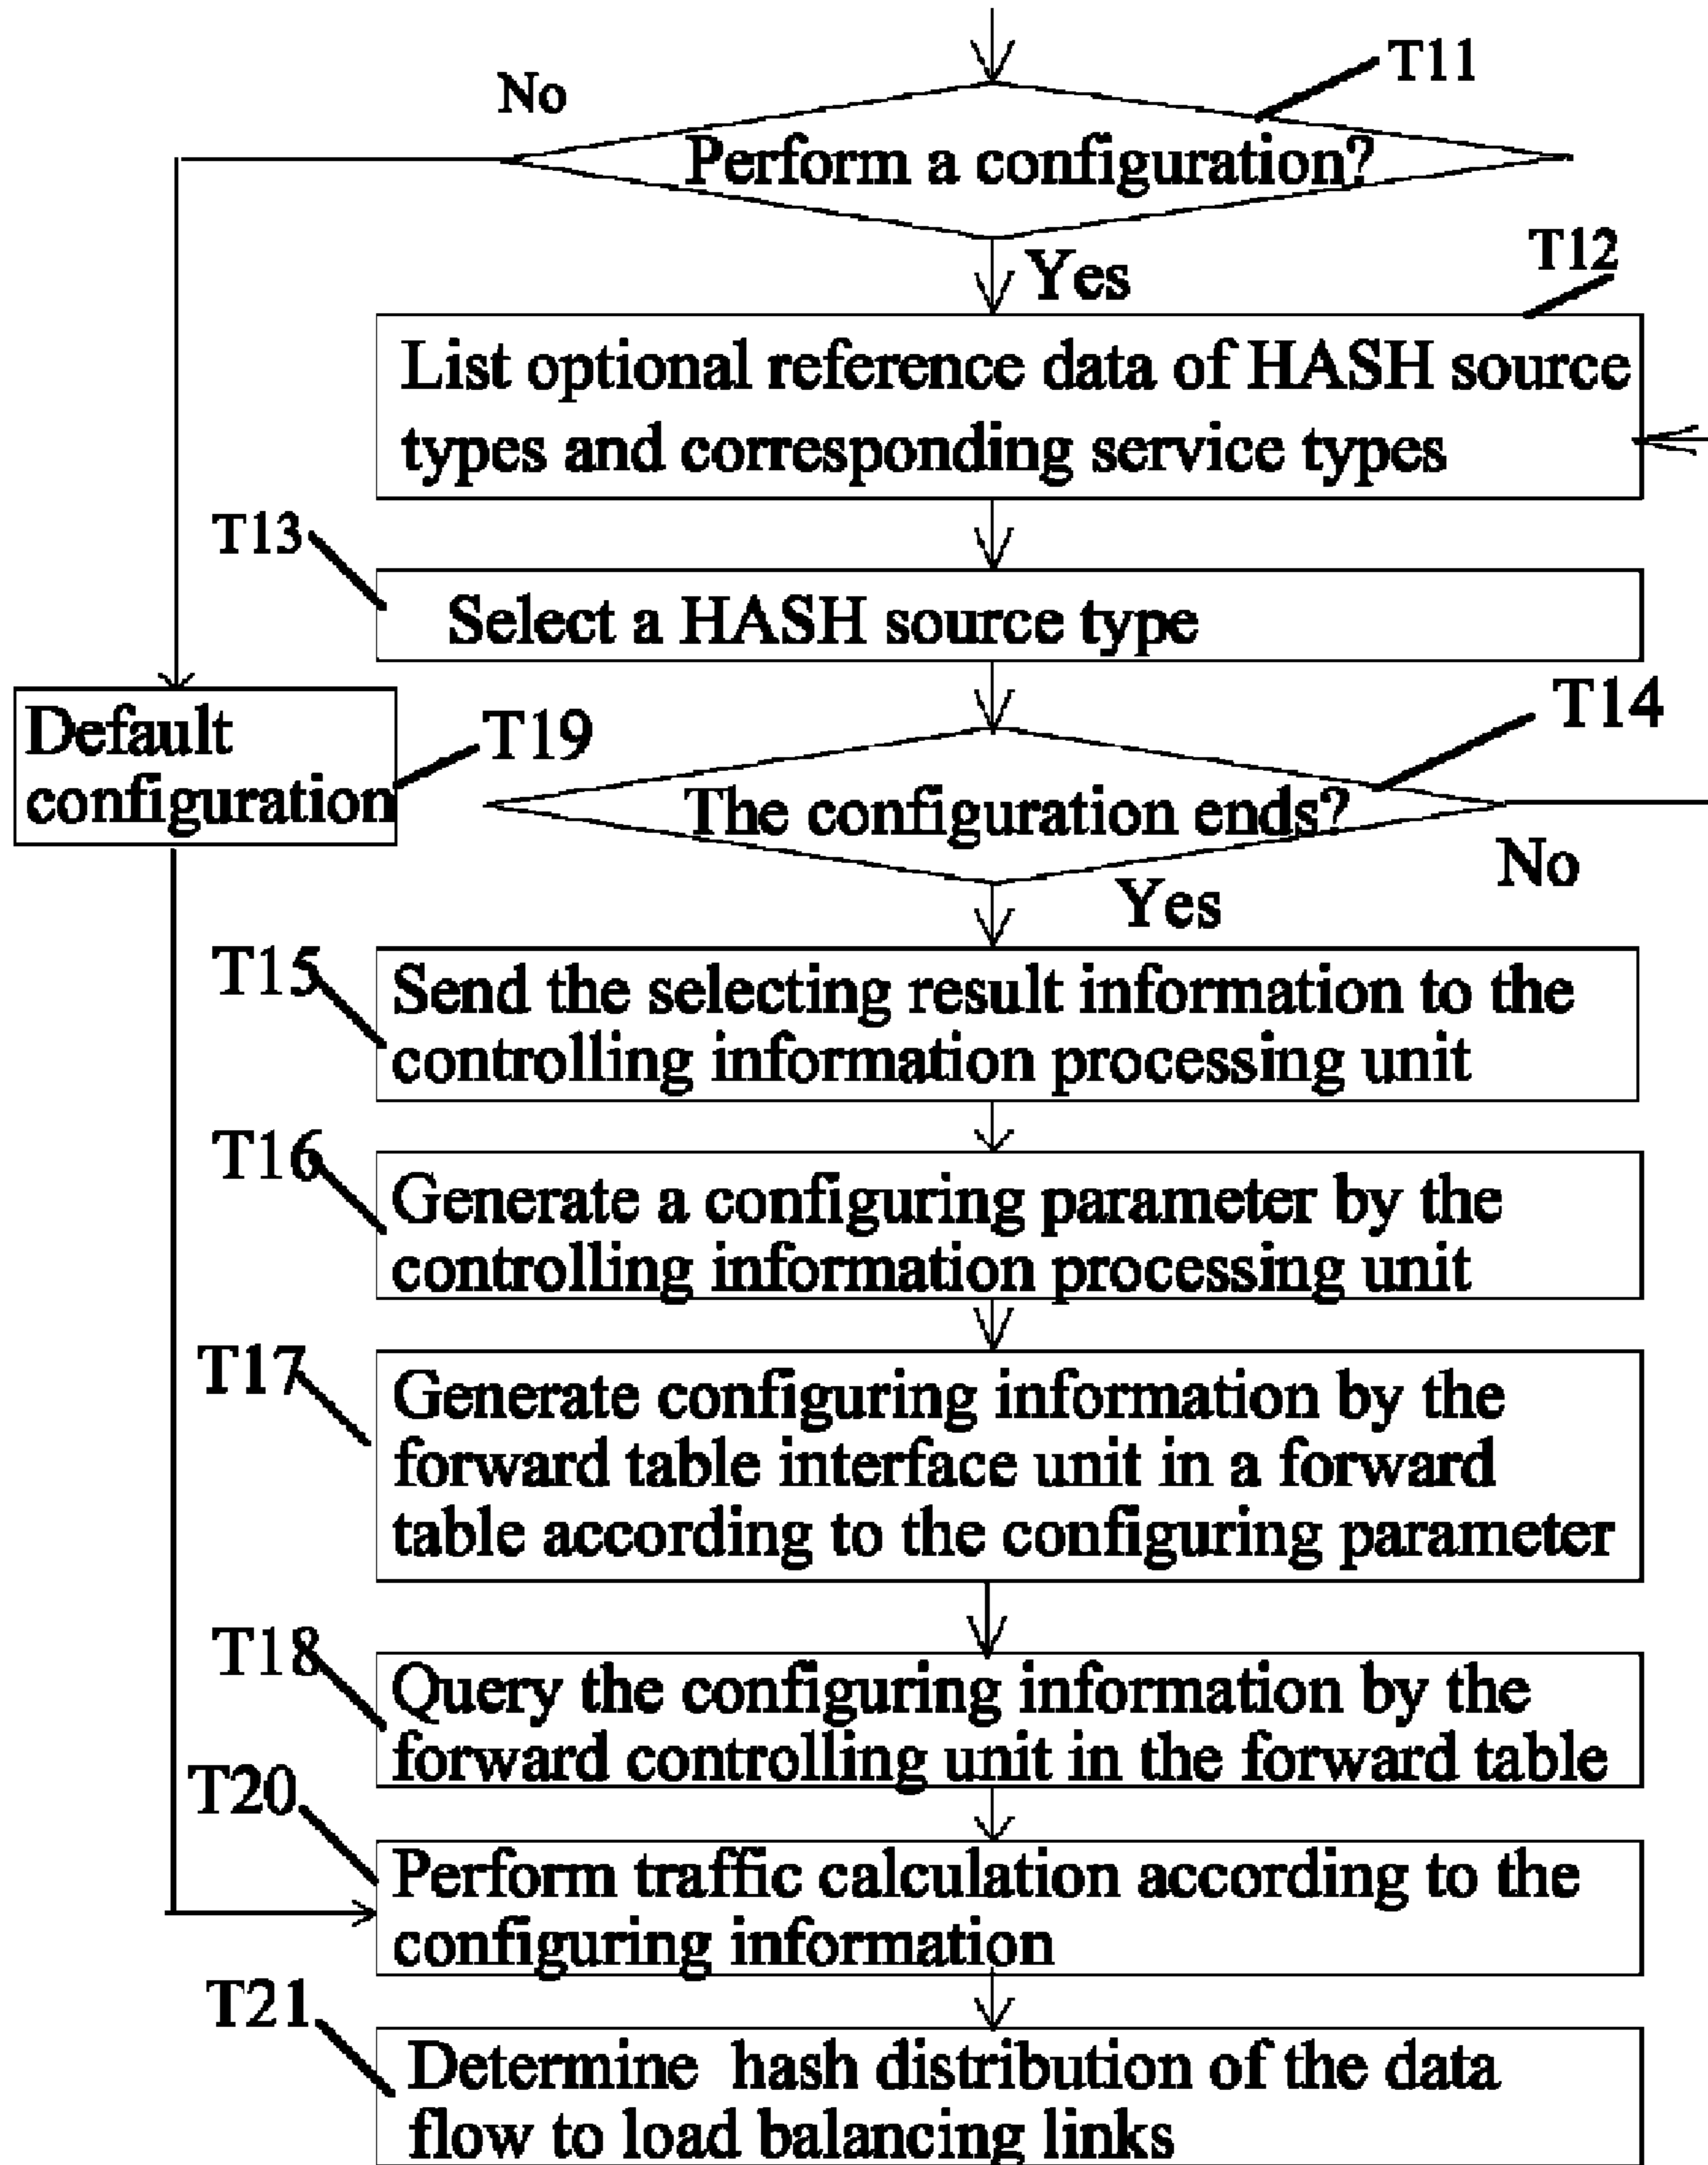 T11
No
Perform a configuration?
Yes
T12
List optional reference data of HASH source
types and corresponding service types
T13
Select a HASH source type
Default
configuration
T19
T14
The configuration ends?
No
Yes
T15
Send the selecting result information to the
controlling information processing unit
T16
Generate a configuring parameter by the
controlling information processing unit
T17
Generate configuring information by the
forward table interface unit in a forward
table according to the configuring parameter
T18
Query the configuring information by the
forward controlling unit in the forward table
T20
Perform traffic calculation according to the
configuring information
T21
Determine hash distribution of the data
flow to load balancing links